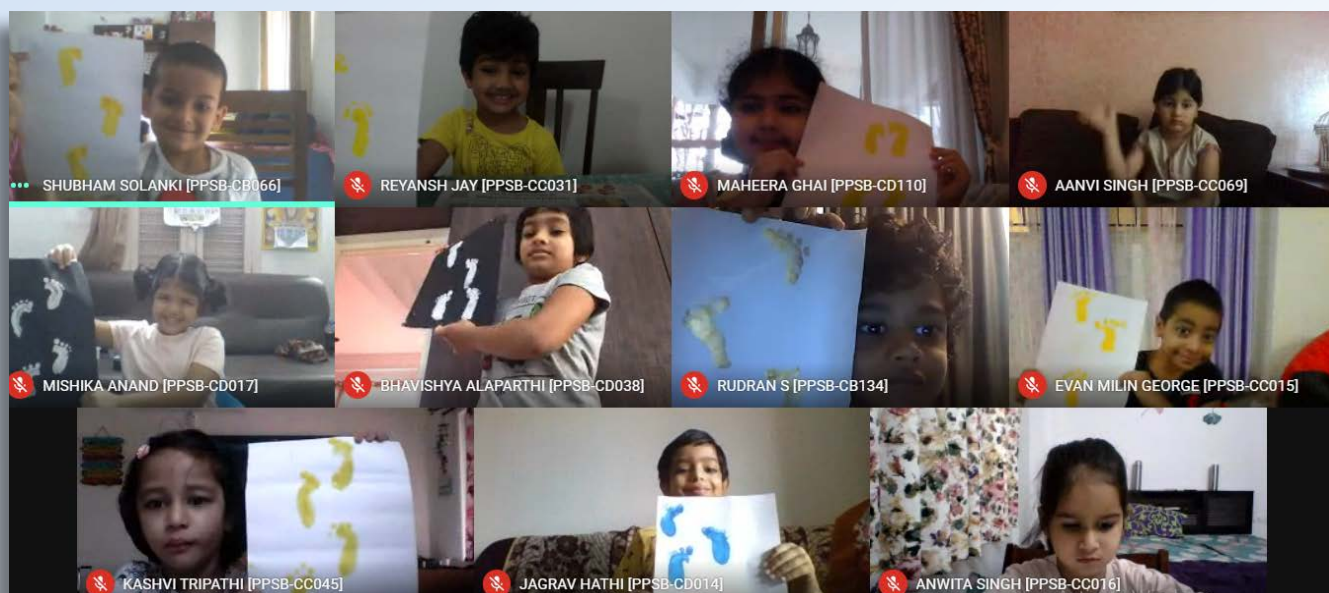 SHUBHAM SOLANKI [PPSB-CB066]
REYANSH JAY [PPSB-CC031]
MAHEERA GHAI [PPSB-CD110]
AANVI SINGH [PPSB-CC069]
MISHIKA ANAND [PPSB-CD017]
BHAVISHYA ALAPARTHI [PPSB-CD038]
RUDRAN S [PPSB-CB134]
EVAN MILIN GEORGE [PPSB-CC015]
KASHVI TRIPATHI [PPSB-CC045]
JAGRAV HATHI [PPSB-CD014]
ANWITA SINGH [PPSB-CC016]